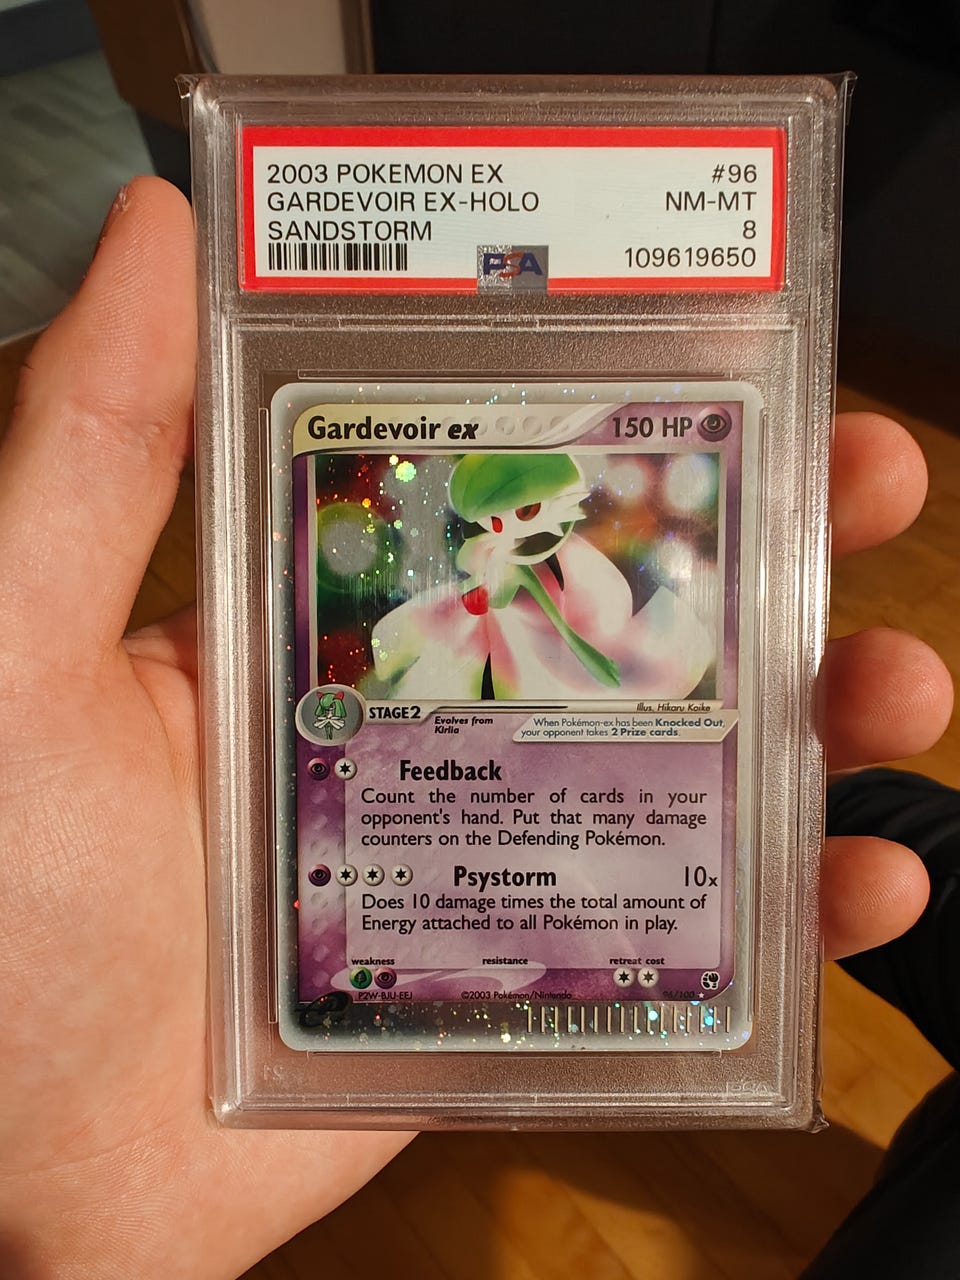 2003 POKEMON EX #96
GARDEVOIR EX-HOLO NM-MT
SANDSTORM 8
109619650
PSA
Gardevoir ex 150 HP
Illus. Hikaru Koike
STAGE2
Evolves from
Kirlia
When Pokémon-ex has been Knocked Out,
your opponent takes 2 Prize cards.
Feedback
Count the number of cards in your
opponent's hand. Put that many damage
counters on the Defending Pokémon.
Psystorm 10x
Does 10 damage times the total amount of
Energy attached to all Pokémon in play.
weakness resistance retreat cost
P2W-BJU-EEJ ©2003 Pokémon/Nintendo 96/100
PSA